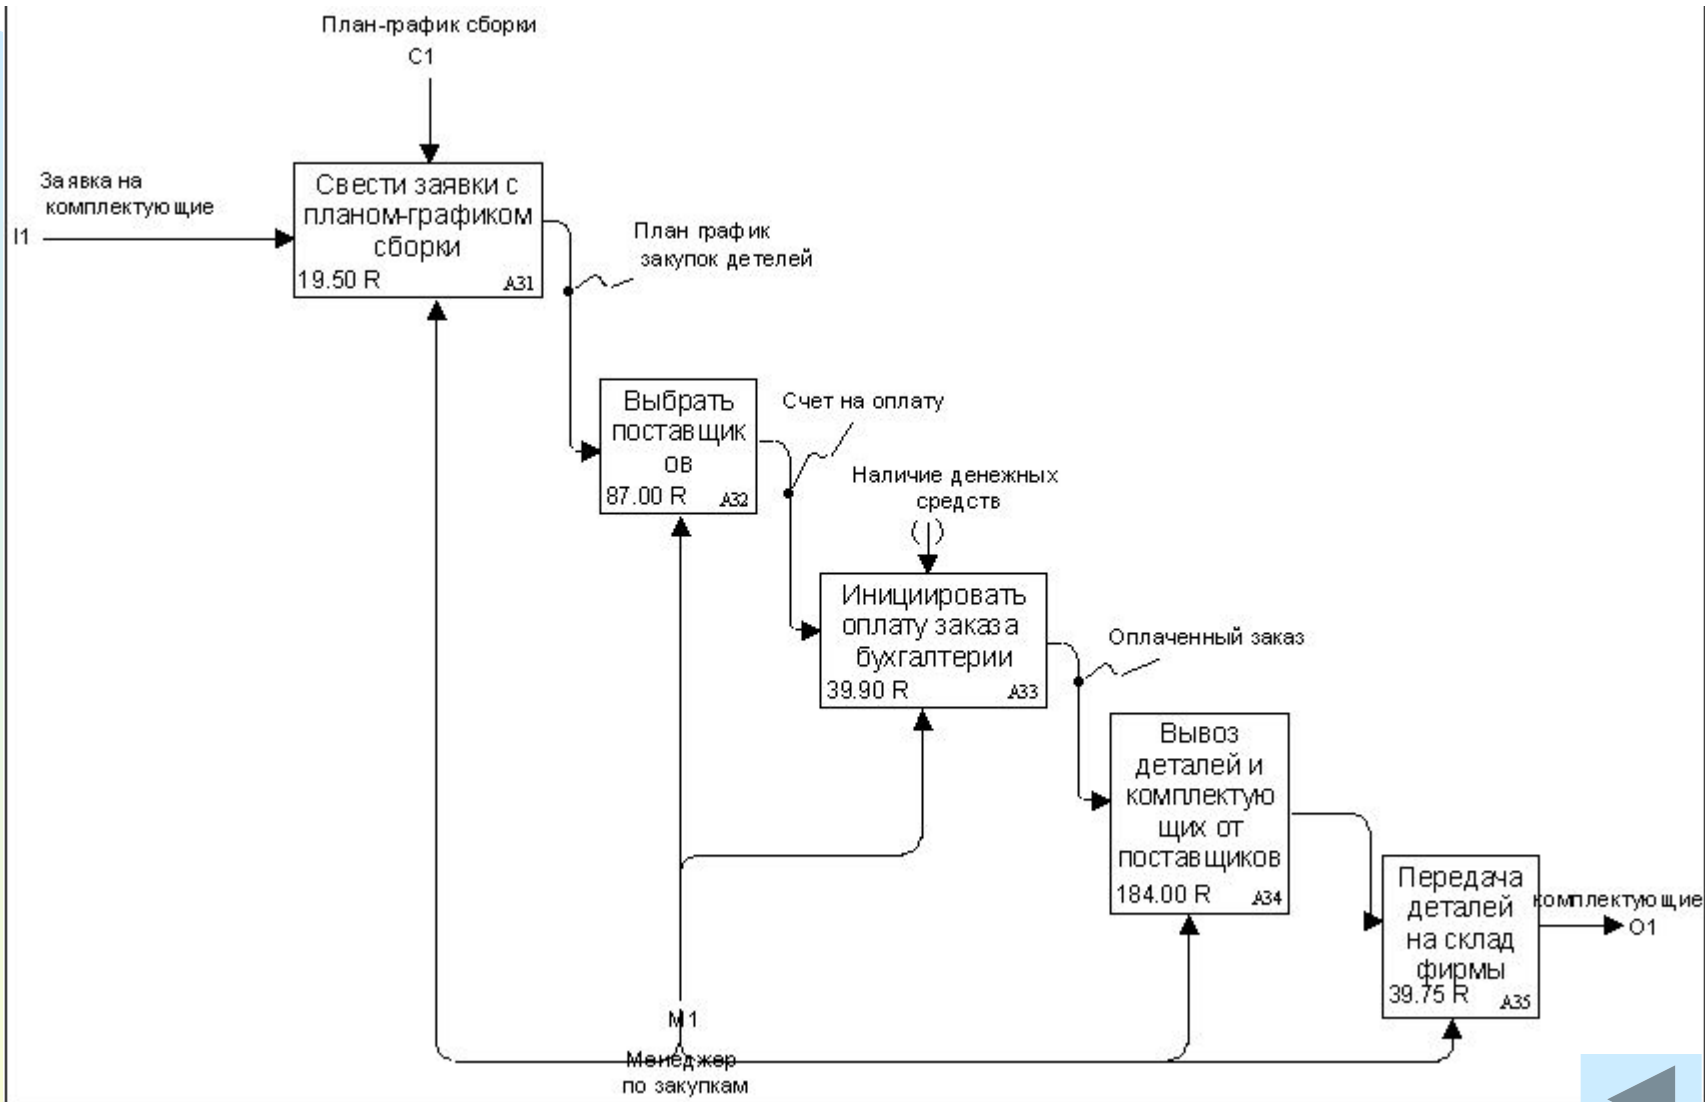 План-график сборки
C1
Заявка на
комплектующие
I1
Свести заявки с
планом-графиком
сборки
19.50 R
A31
План график
закупок детелей
Выбрать
поставщик
ов
87.00 R
A32
Счет на оплату
Наличие денежных
средств
Инициировать
оплату заказа
бухгалтерии
39.90 R
A33
Оплаченный заказ
Вывоз
деталей и
комплектую
щих от
поставщиков
184.00 R
A34
Передача
деталей
на склад
фирмы
39.75 R
A35
комплектующие
O1
M1
Менеджер
по закупкам